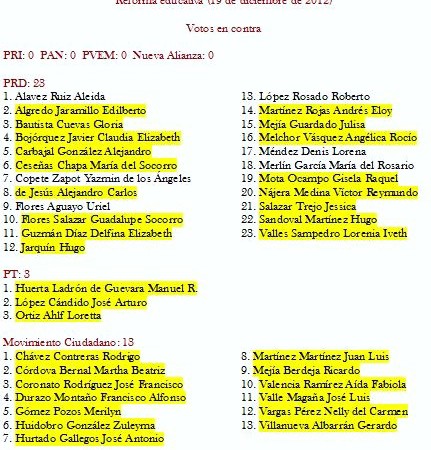 Reforma educativa (19 de diciembre de 2012)
Votos en contra
PRI: 0 PAN: 0 PVEM: 0 Nueva Alianza: 0
PRD: 23
1. Alavez Ruiz Aleida
2. Algredo Jaramillo Edilberto
3. Bautista Cuevas Gloria
4. Bojórquez Javier Claudia Elizabeth
5. Carbajal González Alejandro
6. Ceseñas Chapa María del Socorro
7. Copete Zapot Yazmin de los Ángeles
8. de Jesús Alejandro Carlos
9. Flores Aguayo Uriel
10. Flores Salazar Guadalupe Socorro
11. Guzmán Díaz Delfina Elizabeth
12. Jarquín Hugo
13. López Rosado Roberto
14. Martínez Rojas Andrés Eloy
15. Mejía Guardado Julisa
16. Melchor Vásquez Angélica Rocío
17. Méndez Denis Lorena
18. Merlín García María del Rosario
19. Mota Ocampo Gisela Raquel
20. Nájera Medina Víctor Reymundo
21. Salazar Trejo Jessica
22. Sandoval Martínez Hugo
23. Valles Sampedro Lorenia Iveth
PT: 3
1. Huerta Ladrón de Guevara Manuel R.
2. López Cándido José Arturo
3. Ortiz Ahlf Loretta
Movimiento Ciudadano: 13
1. Chávez Contreras Rodrigo
2. Córdova Bernal Martha Beatriz
3. Coronato Rodríguez José Francisco
4. Durazo Montaño Francisco Alfonso
5. Gómez Pozos Merilyn
6. Huidobro González Zuleyma
7. Hurtado Gallegos José Antonio
8. Martínez Martínez Juan Luis
9. Mejía Berdeja Ricardo
10. Valencia Ramírez Aída Fabiola
11. Valle Magaña José Luis
12. Vargas Pérez Nelly del Carmen
13. Villanueva Albarrán Gerardo